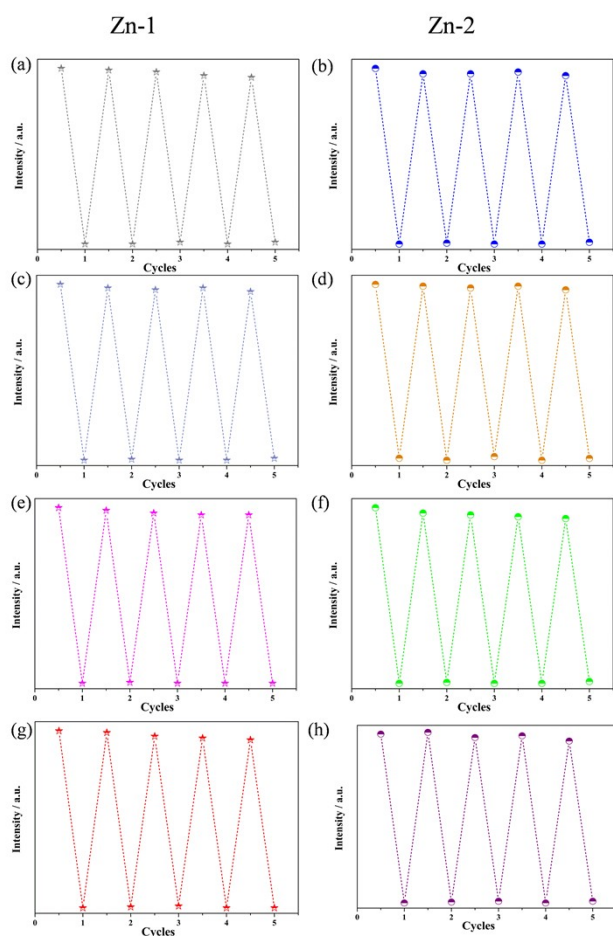 Zn-1 Zn-2
(a) (b)
Intensity / a.u. Intensity / a.u.
0 1 2 3 4 5 0 1 2 3 4 5
Cycles Cycles
(c) (d)
Intensity / a.u. Intensity / a.u.
0 1 2 3 4 5 0 1 2 3 4 5
Cycles Cycles
(e) (f)
Intensity / a.u. Intensity / a.u.
0 1 2 3 4 5 0 1 2 3 4 5
Cycles Cycles
(g) (h)
Intensity / a.u. Intensity / a.u.
0 1 2 3 4 5 0 1 2 3 4 5
Cycles Cycles